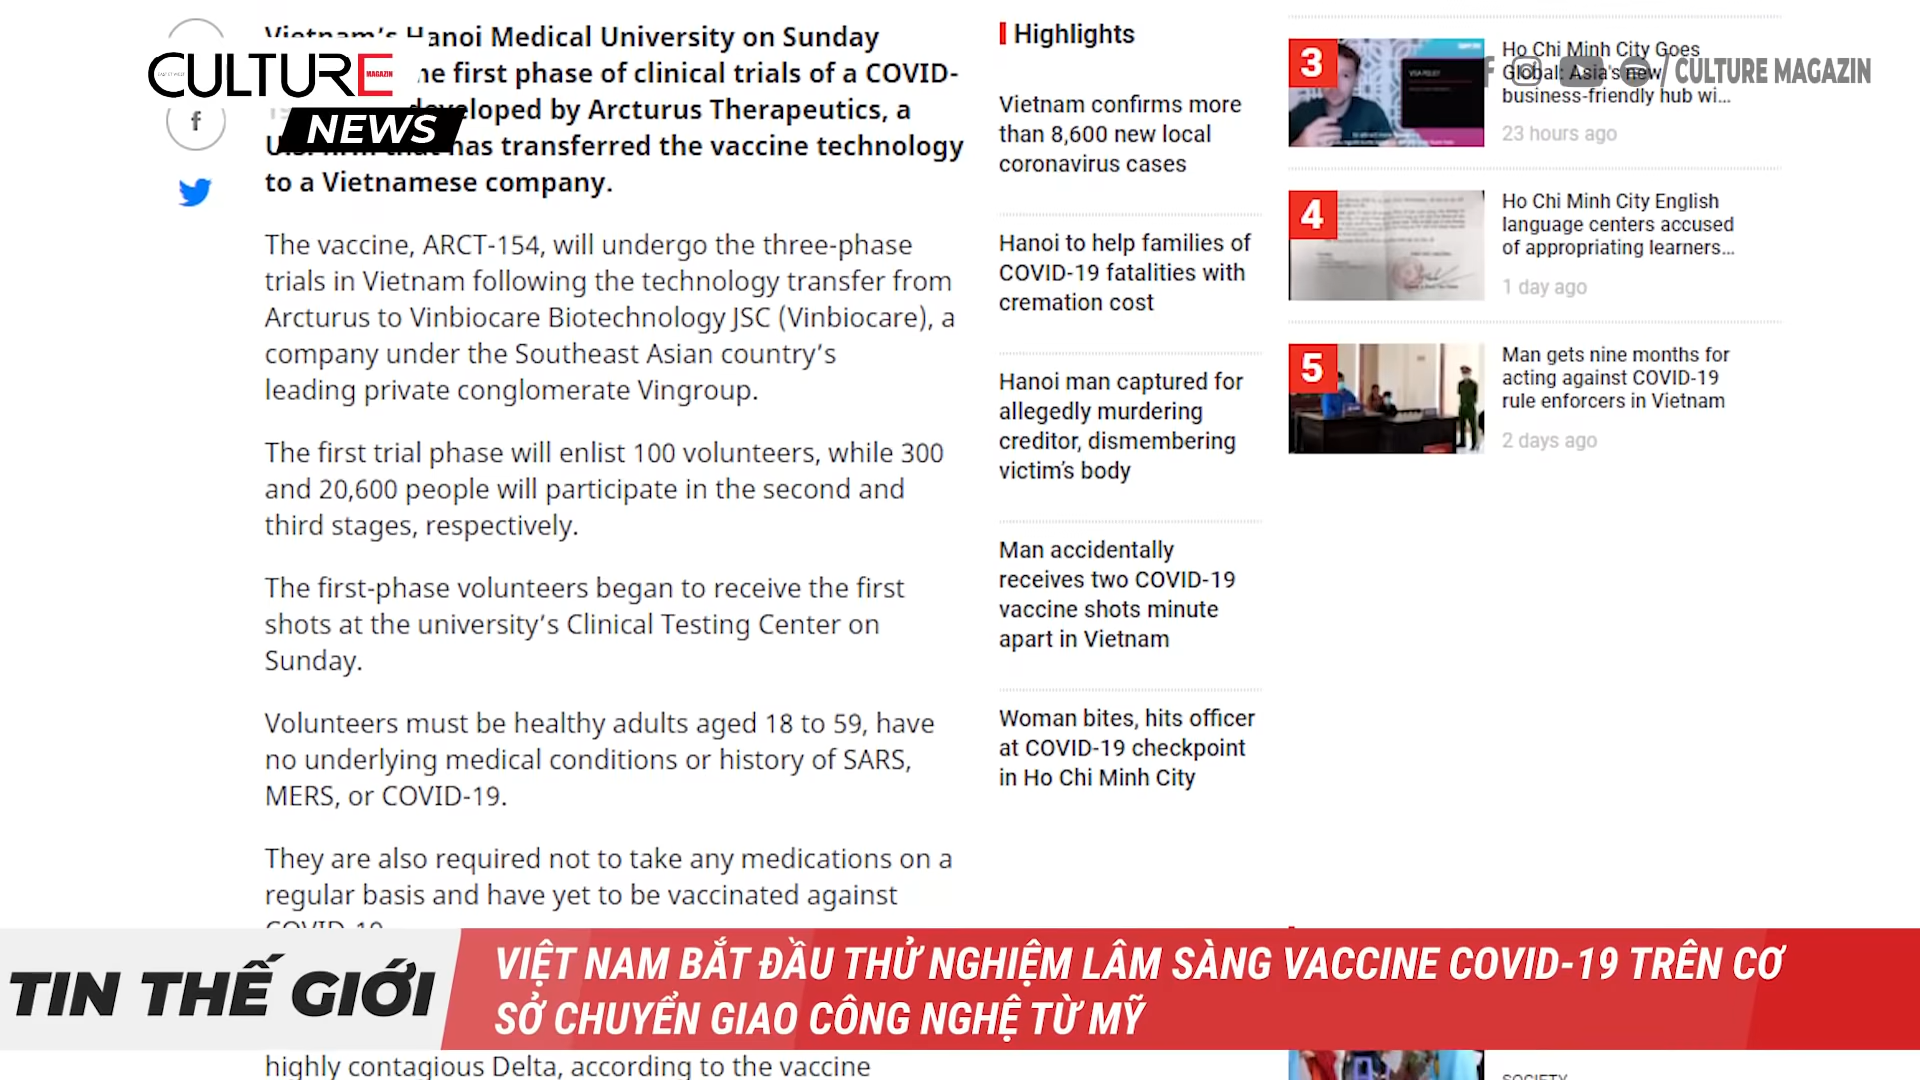 Vietnam's Hanoi Medical University on Sunday
he first phase of clinical trials of a COVID-
developed by Arcturus Therapeutics, a
U.S. firm that has transferred the vaccine technology
to a Vietnamese company.
The vaccine, ARCT-154, will undergo the three-phase
trials in Vietnam following the technology transfer from
Arcturus to Vinbiocare Biotechnology JSC (Vinbiocare), a
company under the Southeast Asian country's
leading private conglomerate Vingroup.
The first trial phase will enlist 100 volunteers, while 300
and 20,600 people will participate in the second and
third stages, respectively.
The first-phase volunteers began to receive the first
shots at the university's Clinical Testing Center on
Sunday.
Volunteers must be healthy adults aged 18 to 59, have
no underlying medical conditions or history of SARS,
MERS, or COVID-19.
They are also required not to take any medications on a
regular basis and have yet to be vaccinated against
COVID-19
highly contagious Delta, according to the vaccine
CULTURE
MAGAZIN
NEWS
f
Highlights
Vietnam confirms more
than 8,600 new local
coronavirus cases
Hanoi to help families of
COVID-19 fatalities with
cremation cost
Hanoi man captured for
allegedly murdering
creditor, dismembering
victim's body
Man accidentally
receives two COVID-19
vaccine shots minute
apart in Vietnam
Woman bites, hits officer
at COVID-19 checkpoint
in Ho Chi Minh City
3
Ho Chi Minh City Goes
Global: Asia's new
business-friendly hub wi...
23 hours ago
4
Ho Chi Minh City English
language centers accused
of appropriating learners...
1 day ago
5
Man gets nine months for
acting against COVID-19
rule enforcers in Vietnam
2 days ago
SOCIETY
/ CULTURE MAGAZIN
TIN THẾ GIỚI
VIỆT NAM BẮT ĐẦU THỬ NGHIỆM LÂM SÀNG VACCINE COVID-19 TRÊN CƠ
SỞ CHUYỂN GIAO CÔNG NGHỆ TỪ MỸ